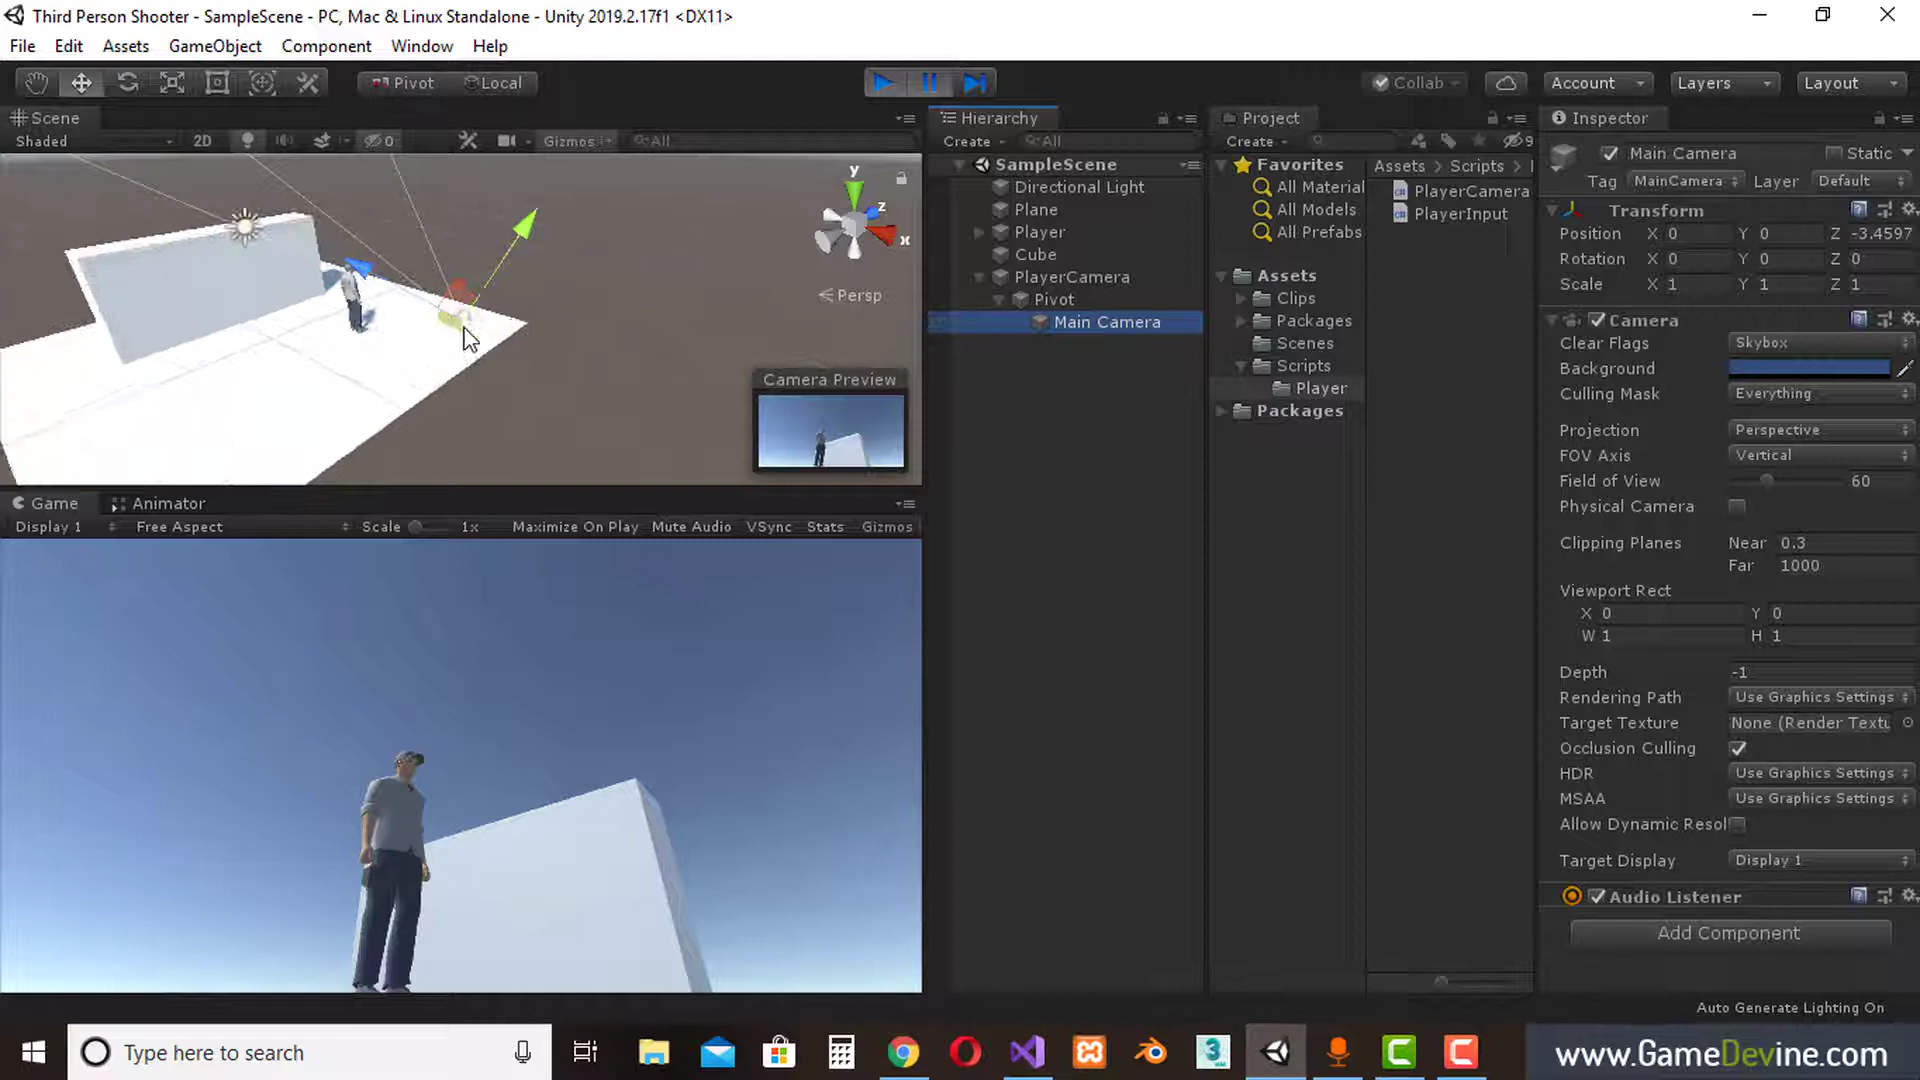 Third Person Shooter - SampleScene - PC, Mac & Linux Standalone - Unity 2019.2.17f1 <DX11>
File Edit Assets GameObject Component Window Help
Pivot Local Collab Account Layers Layout
Scene
Shaded 2D 0 Gizmos All
y
z
x
Persp
Camera Preview
Game Animator
Display 1 Free Aspect Scale 1x Maximize On Play Mute Audio VSync Stats Gizmos
Hierarchy
Create All
SampleScene
Directional Light
Plane
Player
Cube
PlayerCamera
Pivot
Main Camera
Project
Create 9
Favorites
All Material
All Models
All Prefabs
Assets
Clips
Packages
Scenes
Scripts
Player
Packages
Assets > Scripts >
PlayerCamera
PlayerInput
Inspector
Main Camera Static
Tag MainCamera Layer Default
Transform
Position X 0 Y 0 Z -3.4597
Rotation X 0 Y 0 Z 0
Scale X 1 Y 1 Z 1
Camera
Clear Flags Skybox
Background
Culling Mask Everything
Projection Perspective
FOV Axis Vertical
Field of View 60
Physical Camera
Clipping Planes Near 0.3
Far 1000
Viewport Rect
X 0 Y 0
W 1 H 1
Depth -1
Rendering Path Use Graphics Settings
Target Texture None (Render Textu
Occlusion Culling
HDR Use Graphics Settings
MSAA Use Graphics Settings
Allow Dynamic Resol
Target Display Display 1
Audio Listener
Add Component
Auto Generate Lighting On
Type here to search
www.GameDevine.com